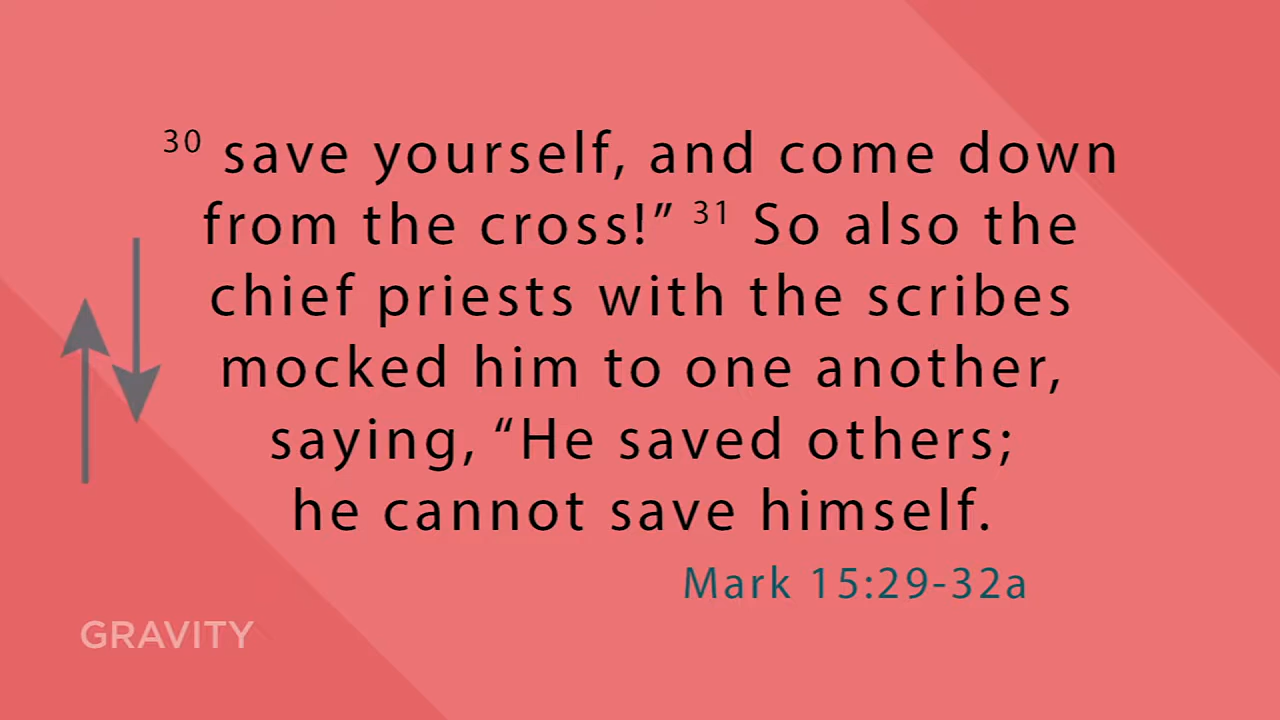 30 save yourself, and come down
from the cross!” 31 So also the
chief priests with the scribes
mocked him to one another,
saying, “He saved others;
he cannot save himself.
Mark 15:29-32a
GRAVITY